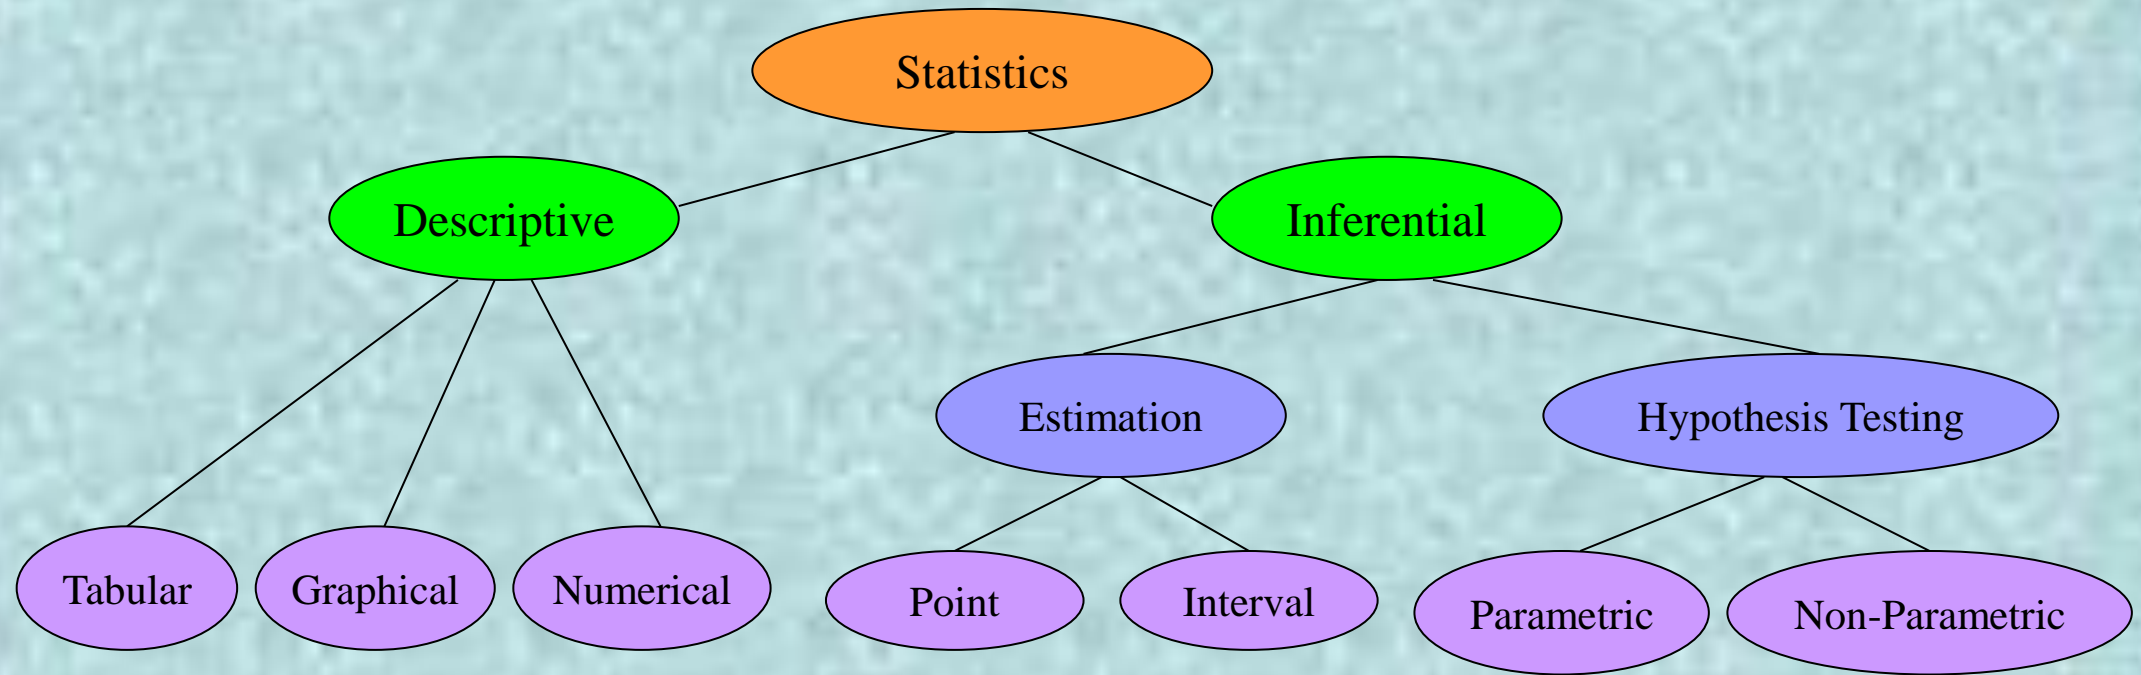 Statistics
Descriptive
Inferential
Estimation
Hypothesis Testing
Tabular
Graphical
Numerical
Point
Interval
Parametric
Non-Parametric